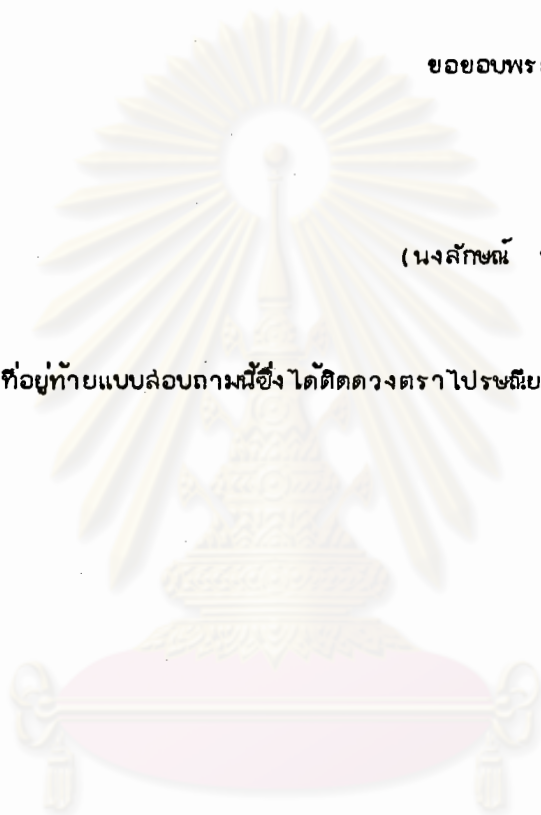 ขอขอบพระ
(นงลักษณ์
ที่อยู่ท้ายแบบสอบถามนี้ซึ่งได้ติดดวงตราไปรษณีย